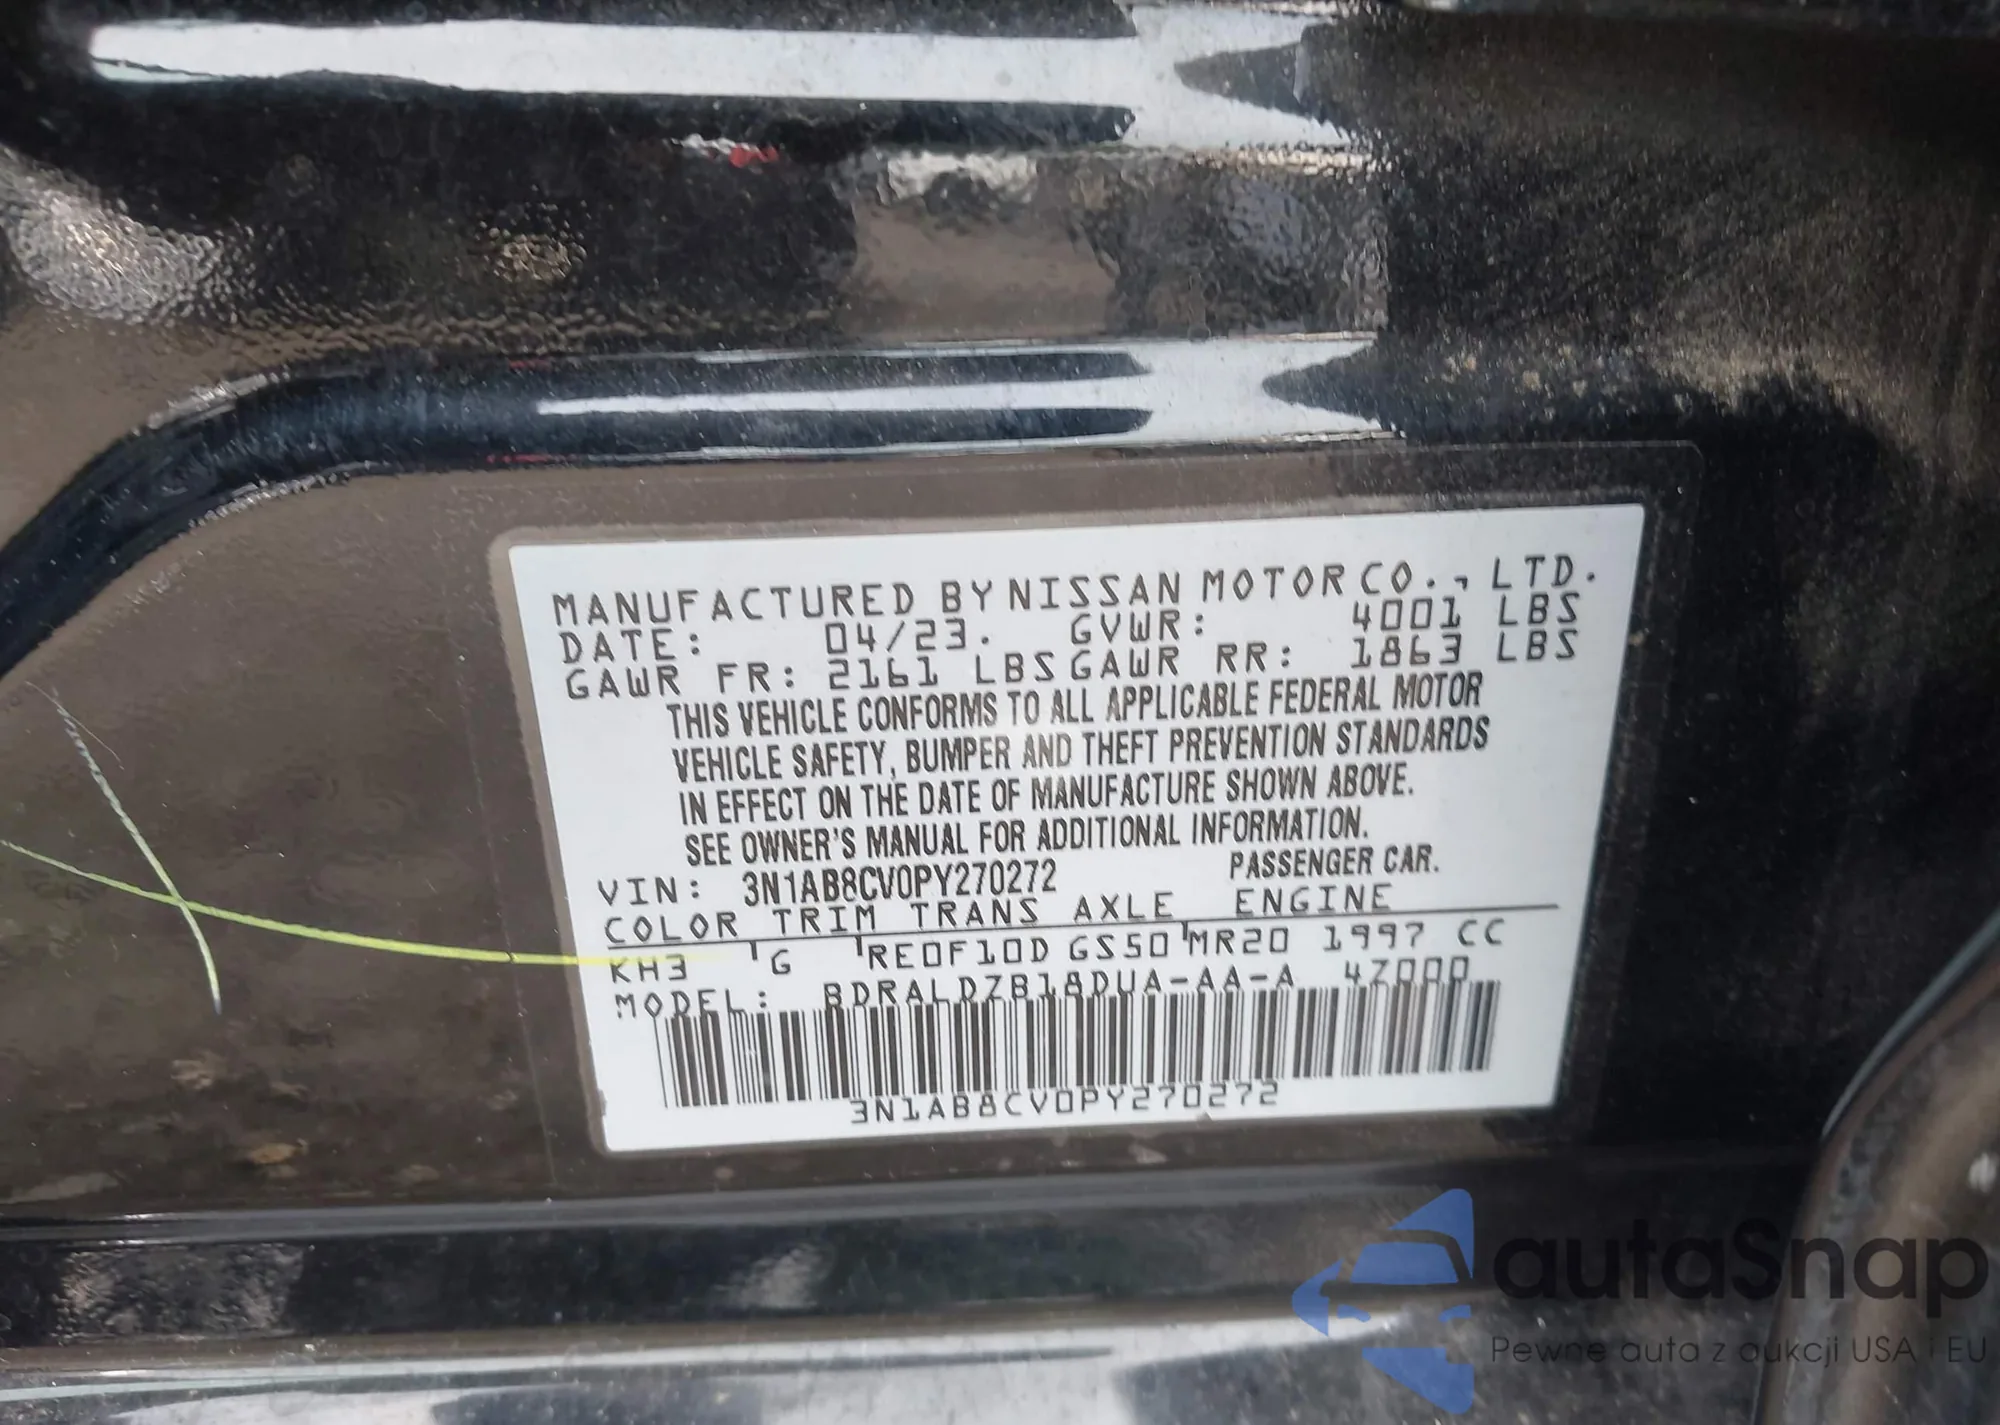 MANUFACTURED BY NISSAN MOTOR CO., LTD.
DATE: 04/23. GVWR: 4001 LBS
GAWR FR: 2161 LBS GAWR RR: 1863 LBS
THIS VEHICLE CONFORMS TO ALL APPLICABLE FEDERAL MOTOR
VEHICLE SAFETY, BUMPER AND THEFT PREVENTION STANDARDS
IN EFFECT ON THE DATE OF MANUFACTURE SHOWN ABOVE.
SEE OWNER'S MANUAL FOR ADDITIONAL INFORMATION.
VIN: 3N1AB8CV0PY270272 PASSENGER CAR.
COLOR TRIM TRANS AXLE ENGINE
KH3 G RE0F10D GS50 MR20 1997 CC
MODEL: BDRALDZB18DUA-AA-A 4Z000
3N1AB8CV0PY270272
autaSnap
Pewne auta z aukcji USA i EU